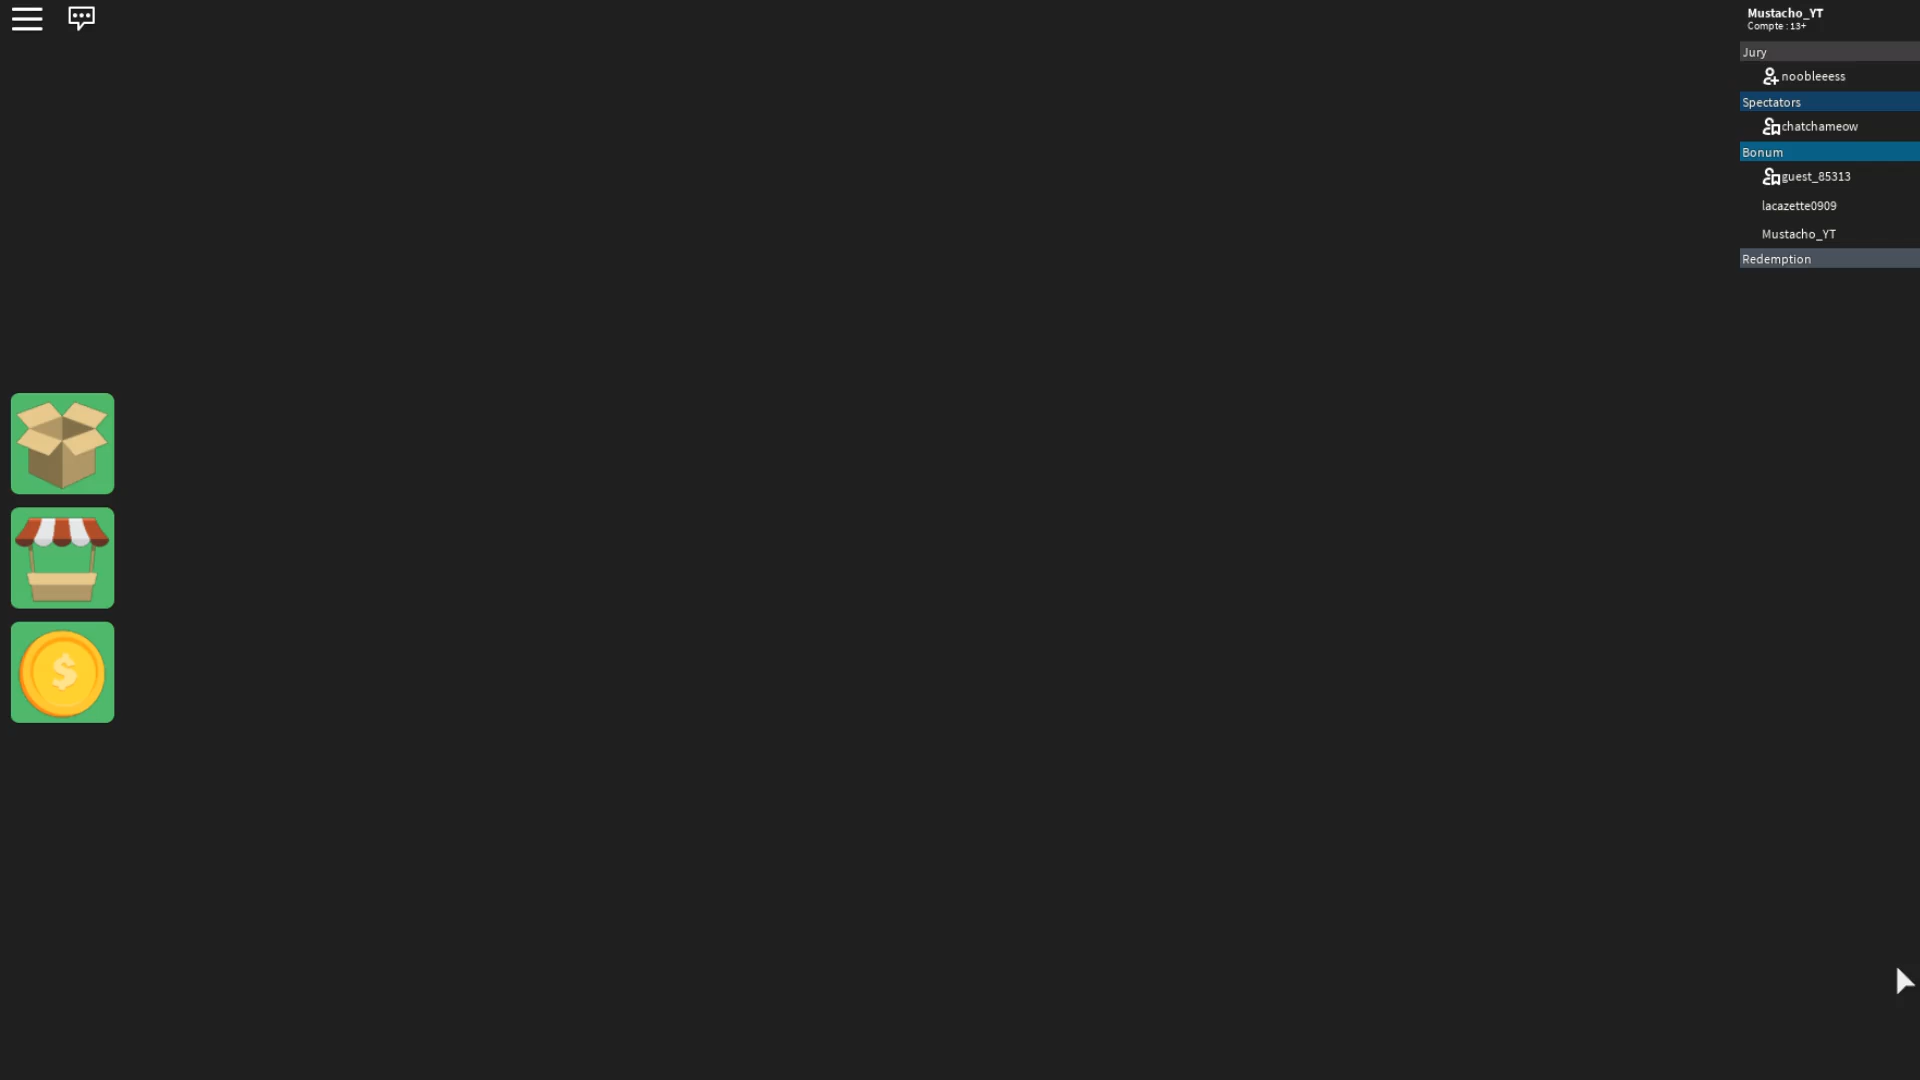 Mustacho_YT
Compte : 13+
Jury
noobleeess
Spectators
chatchameow
Bonum
guest_85313
lacazette0909
Mustacho_YT
Redemption
$